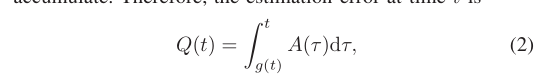 accumulate. Therefore, the estimation error at time t is
Q(t) = ∫_{g(t)}^{t} A(τ)dτ, (2)